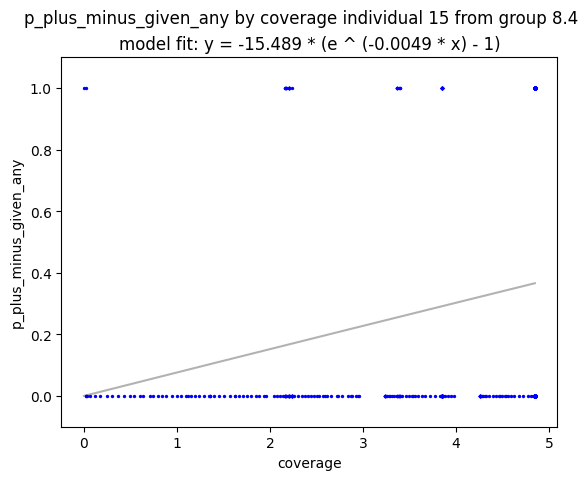 p_plus_minus_given_any by coverage individual 15 from group 8.4
model fit: y = -15.489 * (e ^ (-0.0049 * x) - 1)
1.0
0.8
0.6
0.4
0.2
0.0
p_plus_minus_given_any
0 1 2 3 4 5
coverage